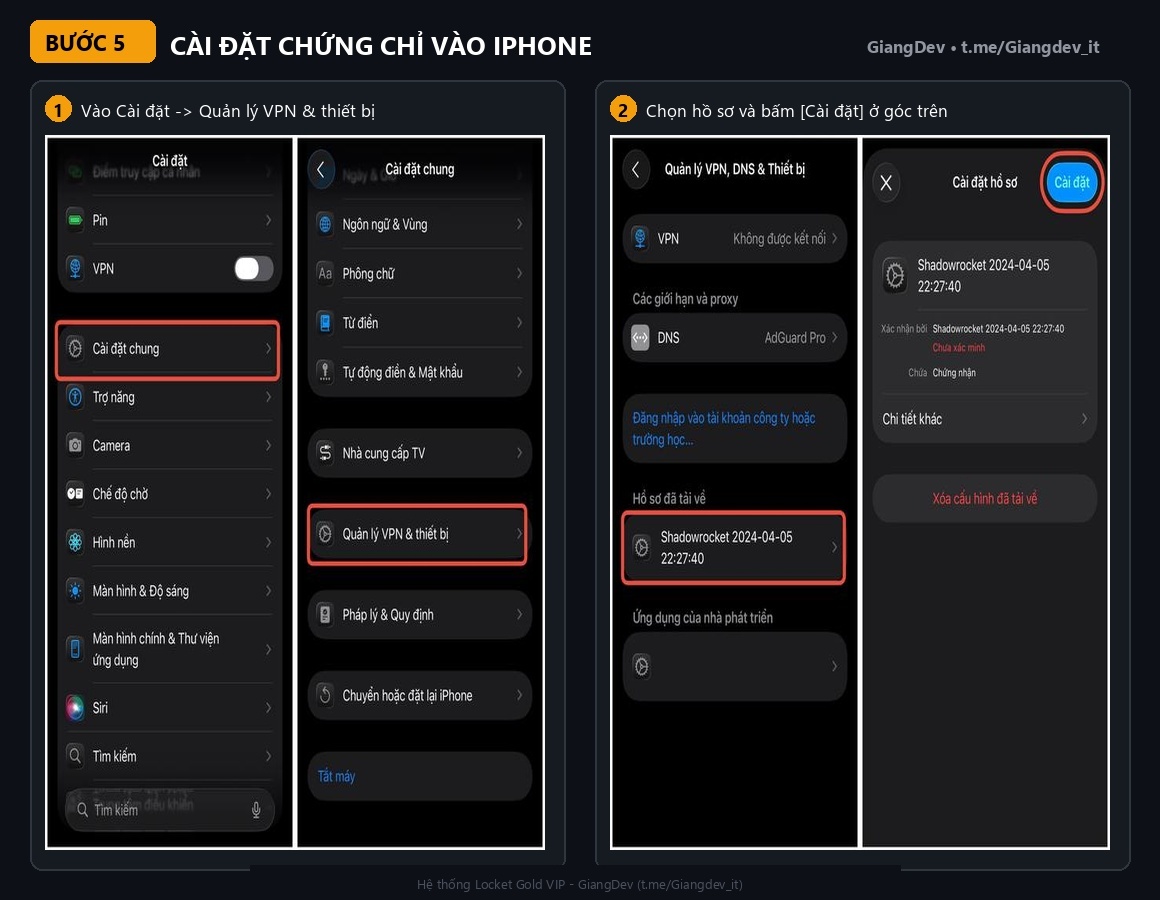 BƯỚC 5
CÀI ĐẶT CHỨNG CHỈ VÀO IPHONE
GiangDev • t.me/Giangdev_it
1 Vào Cài đặt -> Quản lý VPN & thiết bị
Cài đặt
Điểm truy cập cá nhân
Pin
VPN
Cài đặt chung
Trợ năng
Camera
Chế độ chờ
Hình nền
Màn hình & Độ sáng
Màn hình chính & Thư viện
ứng dụng
Siri
Tìm kiếm
Tìm kiếm
Cài đặt chung
Ngôn ngữ & Vùng
Aa Phông chữ
Từ điển
Tự động điền & Mật khẩu
Nhà cung cấp TV
Quản lý VPN & thiết bị
Pháp lý & Quy định
Chuyển hoặc đặt lại iPhone
Tắt máy
2 Chọn hồ sơ và bấm [Cài đặt] ở góc trên
Quản lý VPN, DNS & Thiết bị
VPN Không được kết nối
Các giới hạn và proxy
DNS AdGuard Pro
Đăng nhập vào tài khoản công ty hoặc
trường học...
Hồ sơ đã tải về
Shadowrocket 2024-04-05
22:27:40
Ứng dụng của nhà phát triển
Cài đặt hồ sơ
Cài đặt
Shadowrocket 2024-04-05
22:27:40
Xác nhận bởi Shadowrocket 2024-04-05 22:27:40
Chưa xác minh
Chứa Chứng nhận
Chi tiết khác
Xóa cấu hình đã tải về
Hệ thống Locket Gold VIP - GiangDev (t.me/Giangdev_it)